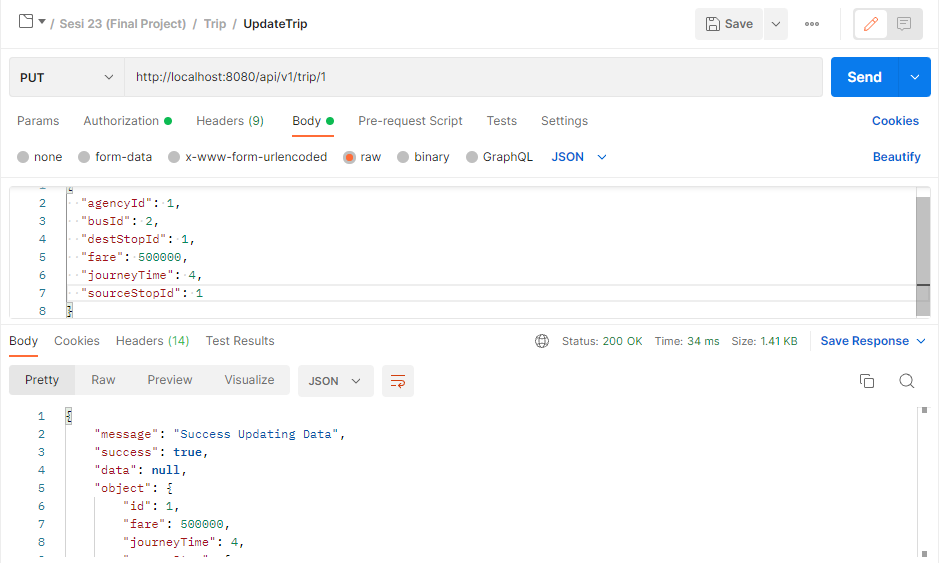 / Sesi 23 (Final Project) / Trip / UpdateTrip
Save
PUT
http://localhost:8080/api/v1/trip/1
Send
Params Authorization Headers (9) Body Pre-request Script Tests Settings Cookies
none form-data x-www-form-urlencoded raw binary GraphQL JSON Beautify
2 "agencyId": 1,
3 "busId": 2,
4 "destStopId": 1,
5 "fare": 500000,
6 "journeyTime": 4,
7 "sourceStopId": 1
8 }
Body Cookies Headers (14) Test Results Status: 200 OK Time: 34 ms Size: 1.41 KB Save Response
Pretty Raw Preview Visualize JSON
1 {
2 "message": "Success Updating Data",
3 "success": true,
4 "data": null,
5 "object": {
6 "id": 1,
7 "fare": 500000,
8 "journeyTime": 4,